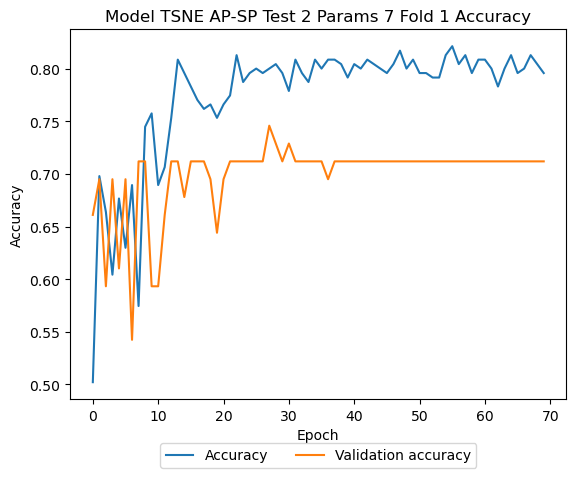 Model TSNE AP-SP Test 2 Params 7 Fold 1 Accuracy
0.80
0.75
0.70
0.65
0.60
0.55
0.50
Accuracy
0 10 20 30 40 50 60 70
Epoch
Accuracy Validation accuracy